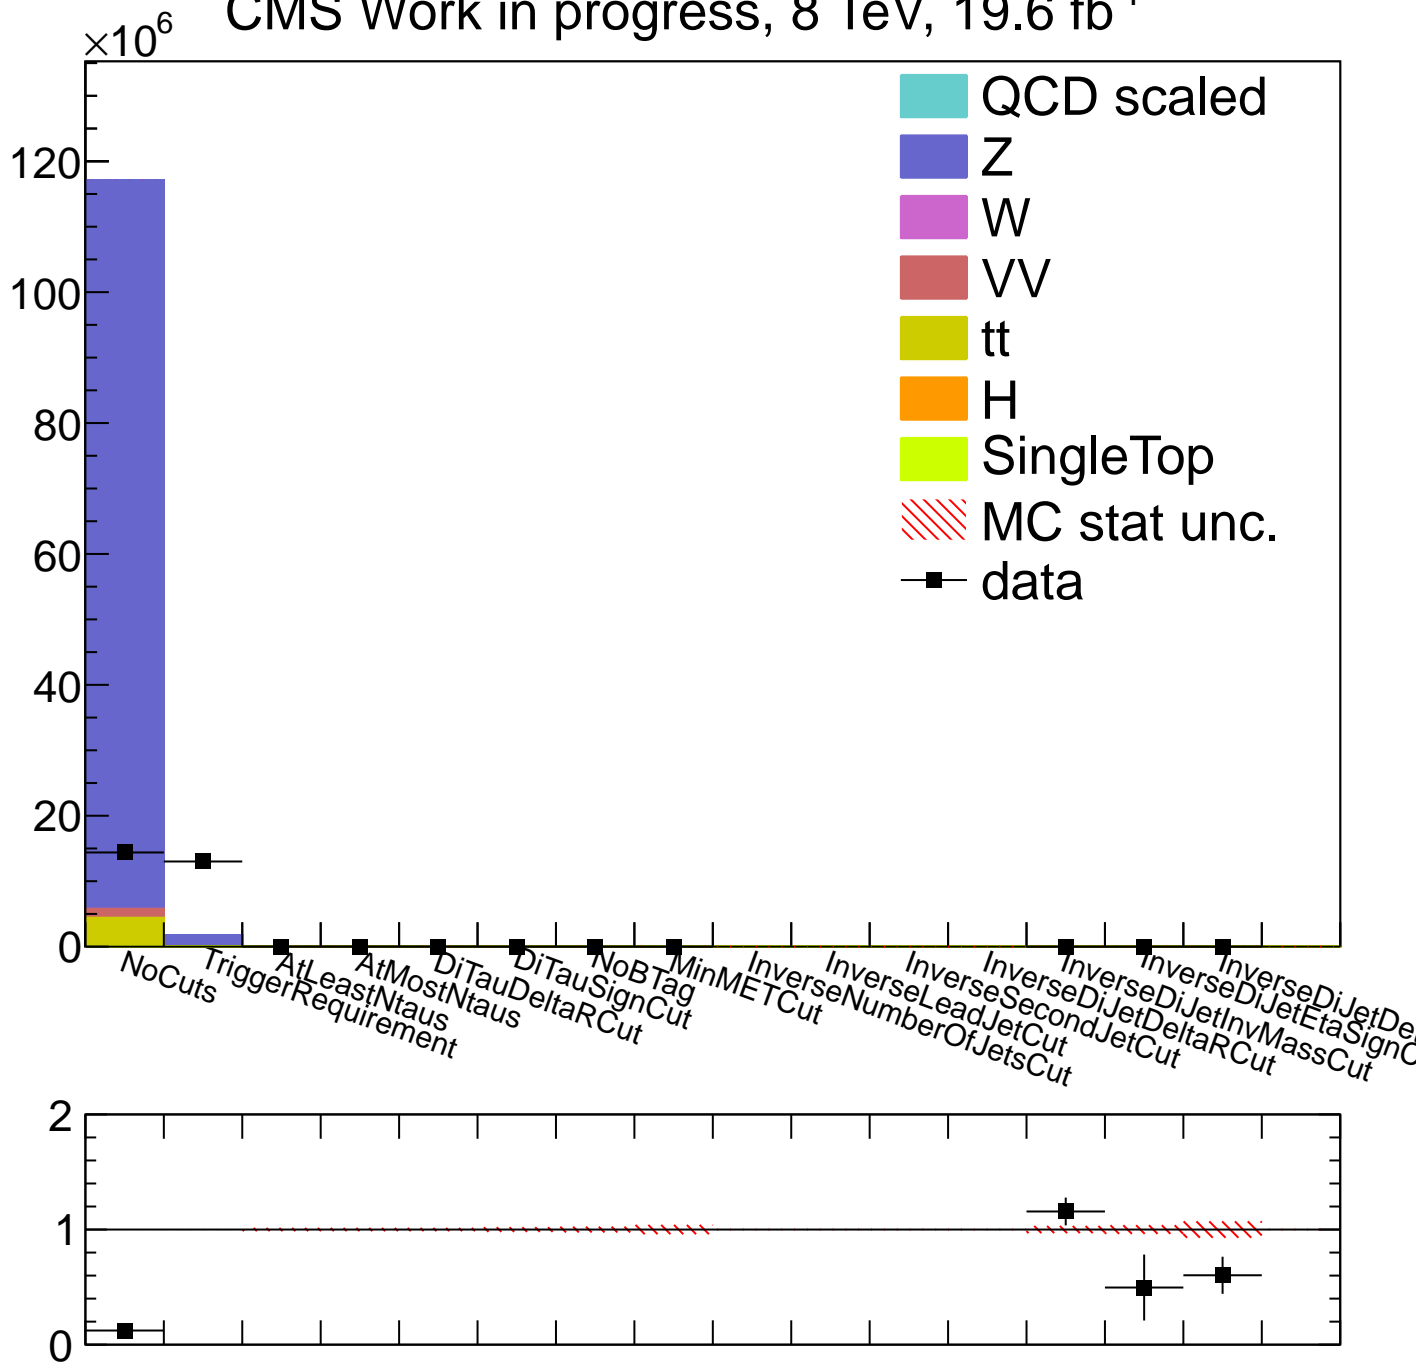 CMS Work in progress, 8 TeV, 19.6 fb
×10⁶
QCD scaled
Z
W
VV
tt
H
SingleTop
MC stat unc.
data
120
100
80
60
40
20
0
NoCuts
TriggerRequirement
AtLeastNtaus
AtMostNtaus
DiTauDeltaRCut
DiTauSignCut
NoBTag
MinMETCut
InverseNumberOfJetsCut
InverseLeadJetCut
InverseSecondJetCut
InverseDiJetDeltaRCut
InverseDiJetInvMassCut
InverseDiJetEtaSignC
InverseDiJetDe
2
1
0